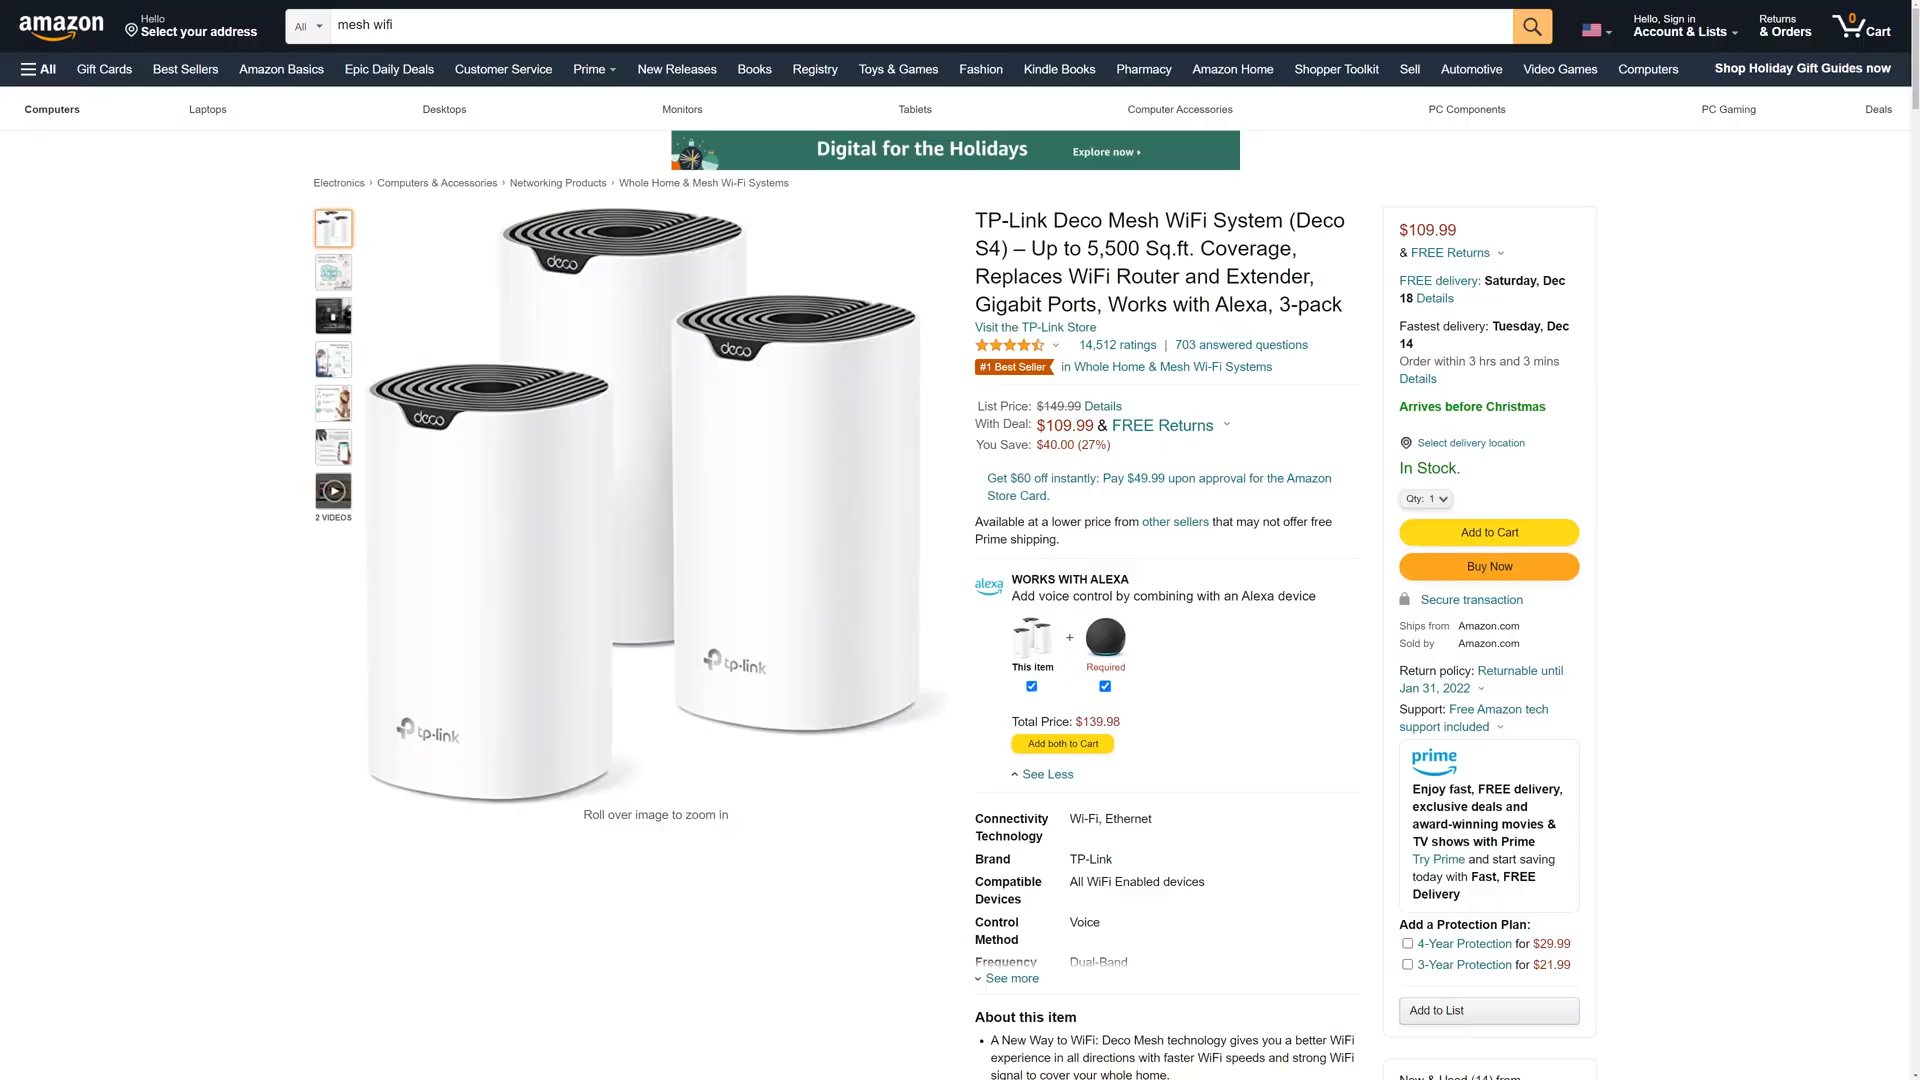 amazon
Hello
Select your address
All
mesh wifi
Hello, Sign in
Account & Lists
Returns
& Orders
0
Cart
All
Gift Cards
Best Sellers
Amazon Basics
Epic Daily Deals
Customer Service
Prime
New Releases
Books
Registry
Toys & Games
Fashion
Kindle Books
Pharmacy
Amazon Home
Shopper Toolkit
Sell
Automotive
Video Games
Computers
Shop Holiday Gift Guides now
Computers
Laptops
Desktops
Monitors
Tablets
Computer Accessories
PC Components
PC Gaming
Deals
Digital for the Holidays
Explore now ▸
Electronics › Computers & Accessories › Networking Products › Whole Home & Mesh Wi-Fi Systems
2 VIDEOS
deco
deco
deco
tp-link
tp-link
Roll over image to zoom in
TP-Link Deco Mesh WiFi System (Deco
S4) – Up to 5,500 Sq.ft. Coverage,
Replaces WiFi Router and Extender,
Gigabit Ports, Works with Alexa, 3-pack
Visit the TP-Link Store
14,512 ratings | 703 answered questions
#1 Best Seller in Whole Home & Mesh Wi-Fi Systems
List Price: $149.99 Details
With Deal: $109.99 & FREE Returns
You Save: $40.00 (27%)
Get $60 off instantly: Pay $49.99 upon approval for the Amazon
Store Card.
Available at a lower price from other sellers that may not offer free
Prime shipping.
alexa
WORKS WITH ALEXA
Add voice control by combining with an Alexa device
+
This item
Required
Total Price: $139.98
Add both to Cart
See Less
Connectivity
Technology
Wi-Fi, Ethernet
Brand
TP-Link
Compatible
Devices
All WiFi Enabled devices
Control
Method
Voice
Frequency
Dual-Band
See more
About this item
• A New Way to WiFi: Deco Mesh technology gives you a better WiFi
experience in all directions with faster WiFi speeds and strong WiFi
signal to cover your whole home.
$109.99
& FREE Returns
FREE delivery: Saturday, Dec
18 Details
Fastest delivery: Tuesday, Dec
14
Order within 3 hrs and 3 mins
Details
Arrives before Christmas
Select delivery location
In Stock.
Qty: 1
Add to Cart
Buy Now
Secure transaction
Ships from Amazon.com
Sold by Amazon.com
Return policy: Returnable until
Jan 31, 2022
Support: Free Amazon tech
support included
prime
Enjoy fast, FREE delivery,
exclusive deals and
award-winning movies &
TV shows with Prime
Try Prime and start saving
today with Fast, FREE
Delivery
Add a Protection Plan:
4-Year Protection for $29.99
3-Year Protection for $21.99
Add to List
New & Used (14) from